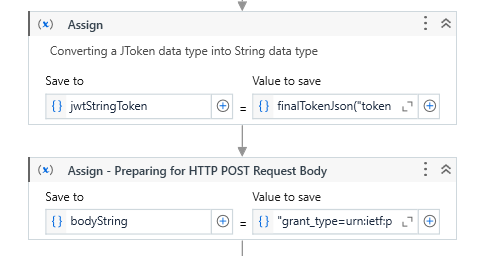 Assign
Converting a JToken data type into String data type
Save to
Value to save
jwtStringToken
=
finalTokenJson("token
Assign - Preparing for HTTP POST Request Body
Save to
Value to save
bodyString
=
"grant_type=urn:ietf:p